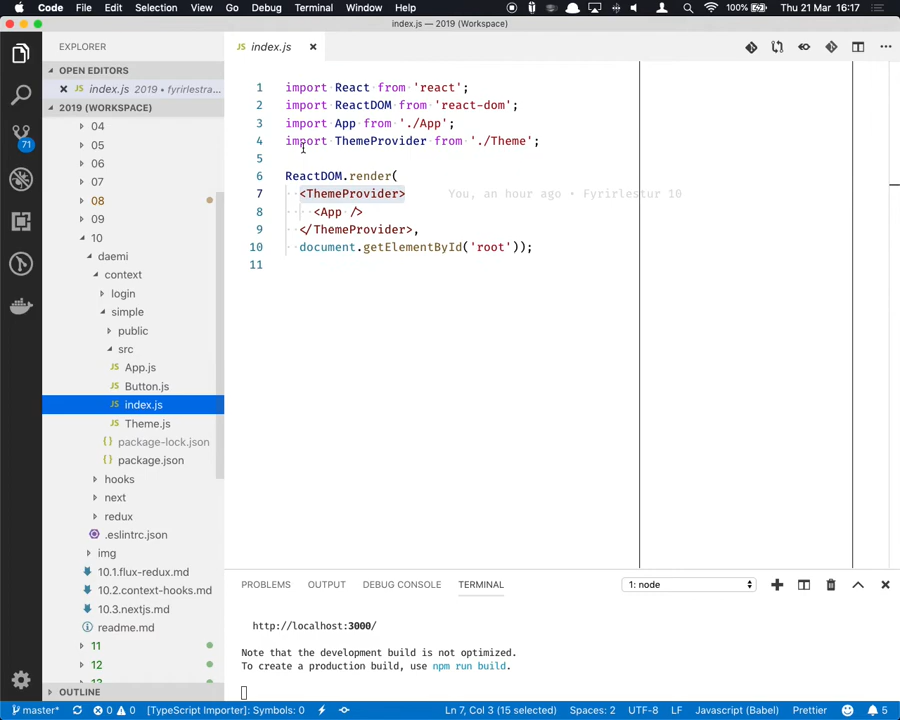 Code File Edit Selection View Go Debug Terminal Window Help 100% Thu 21 Mar 16:17
index.js — 2019 (Workspace)
EXPLORER
OPEN EDITORS
index.js 2019 • fyrirlestra...
2019 (WORKSPACE)
04
05
06
07
08
09
10
daemi
context
login
simple
public
src
JS App.js
JS Button.js
JS index.js
JS Theme.js
{} package-lock.json
{} package.json
hooks
next
redux
.eslintrc.json
img
10.1.flux-redux.md
10.2.context-hooks.md
10.3.nextjs.md
readme.md
11
12
OUTLINE
71
JS index.js
1 import React from 'react';
2 import ReactDOM from 'react-dom';
3 import App from './App';
4 import ThemeProvider from './Theme';
5
6 ReactDOM.render(
7 <ThemeProvider> You, an hour ago • Fyrirlestur 10
8 <App />
9 </ThemeProvider>,
10 document.getElementById('root'));
11
PROBLEMS OUTPUT DEBUG CONSOLE TERMINAL 1: node
http://localhost:3000/
Note that the development build is not optimized.
To create a production build, use npm run build.
master* 0 0 [TypeScript Importer]: Symbols: 0 Ln 7, Col 3 (15 selected) Spaces: 2 UTF-8 LF Javascript (Babel) Prettier 5